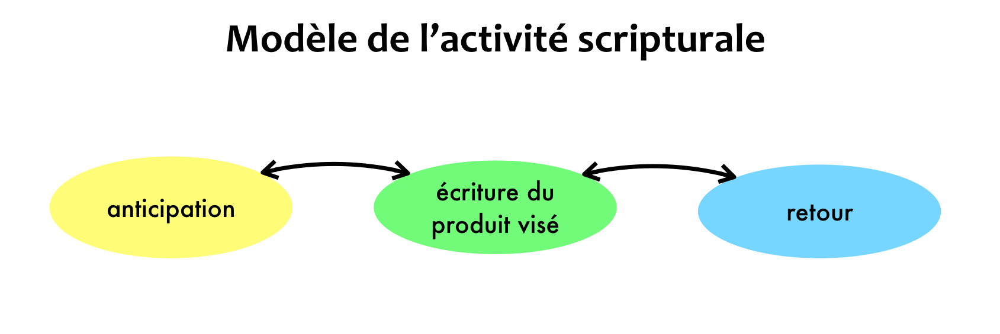 Modèle de l’activité scripturale
anticipation
écriture du
produit visé
retour